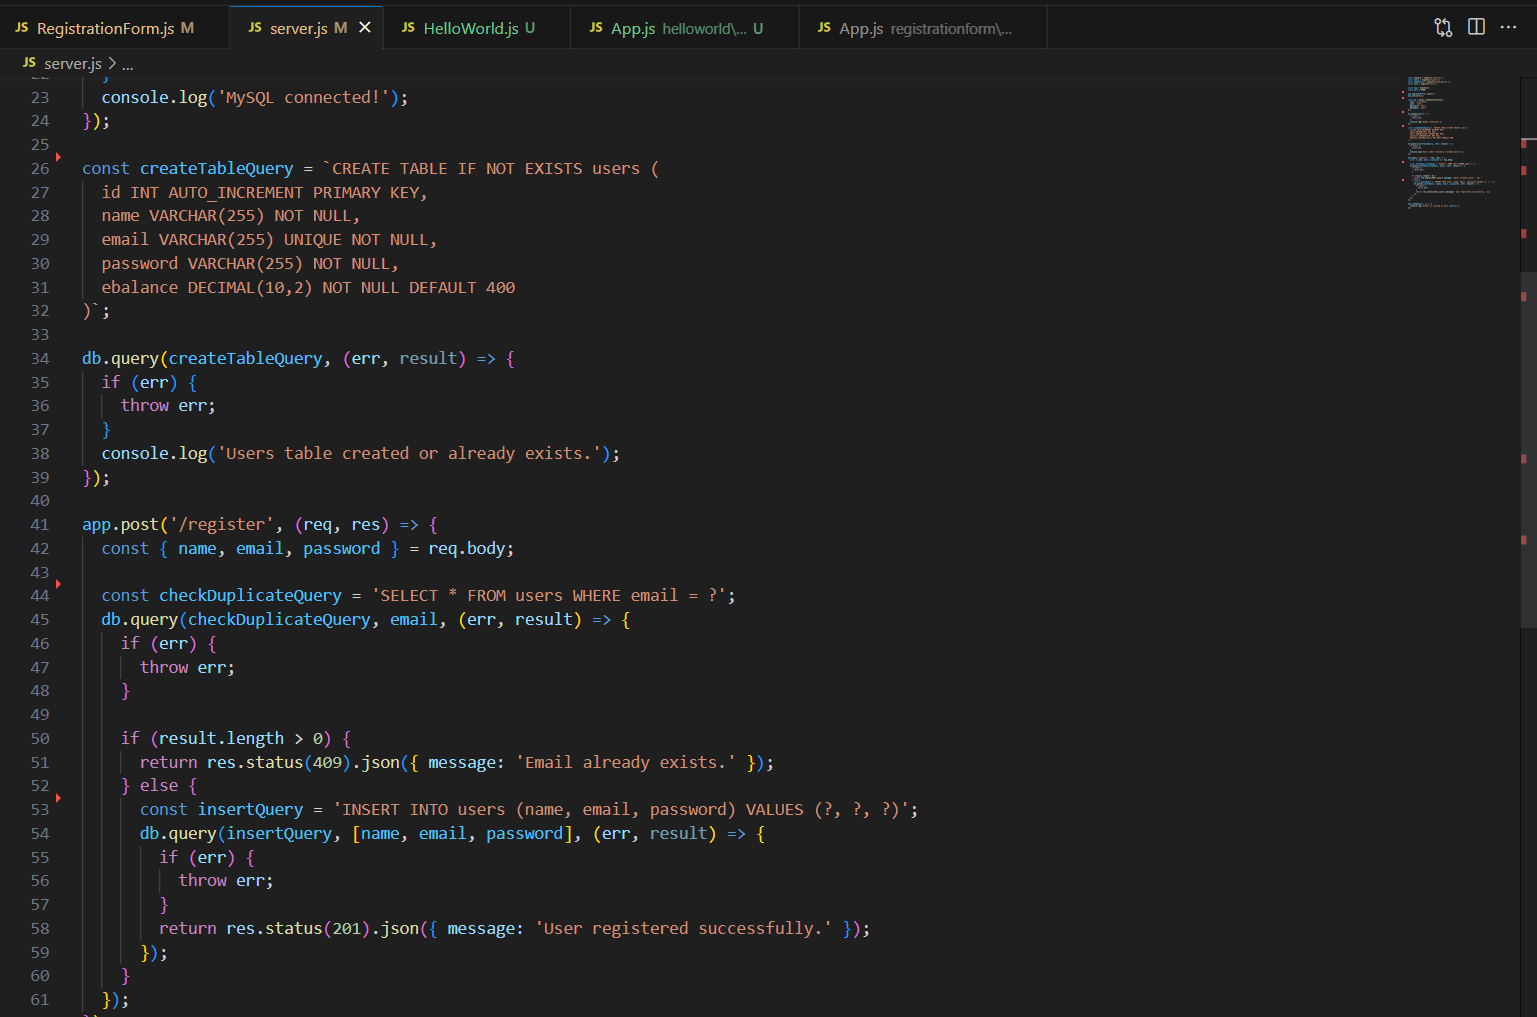 JS RegistrationForm.js M JS server.js M JS HelloWorld.js U JS App.js helloworld\... U JS App.js registrationform\...
JS server.js > ...
22 }
23 console.log('MySQL connected!');
24 });
25
26 const createTableQuery = `CREATE TABLE IF NOT EXISTS users (
27 id INT AUTO_INCREMENT PRIMARY KEY,
28 name VARCHAR(255) NOT NULL,
29 email VARCHAR(255) UNIQUE NOT NULL,
30 password VARCHAR(255) NOT NULL,
31 ebalance DECIMAL(10,2) NOT NULL DEFAULT 400
32 )`;
33
34 db.query(createTableQuery, (err, result) => {
35 if (err) {
36 throw err;
37 }
38 console.log('Users table created or already exists.');
39 });
40
41 app.post('/register', (req, res) => {
42 const { name, email, password } = req.body;
43
44 const checkDuplicateQuery = 'SELECT * FROM users WHERE email = ?';
45 db.query(checkDuplicateQuery, email, (err, result) => {
46 if (err) {
47 throw err;
48 }
49
50 if (result.length > 0) {
51 return res.status(409).json({ message: 'Email already exists.' });
52 } else {
53 const insertQuery = 'INSERT INTO users (name, email, password) VALUES (?, ?, ?)';
54 db.query(insertQuery, [name, email, password], (err, result) => {
55 if (err) {
56 throw err;
57 }
58 return res.status(201).json({ message: 'User registered successfully.' });
59 });
60 }
61 });